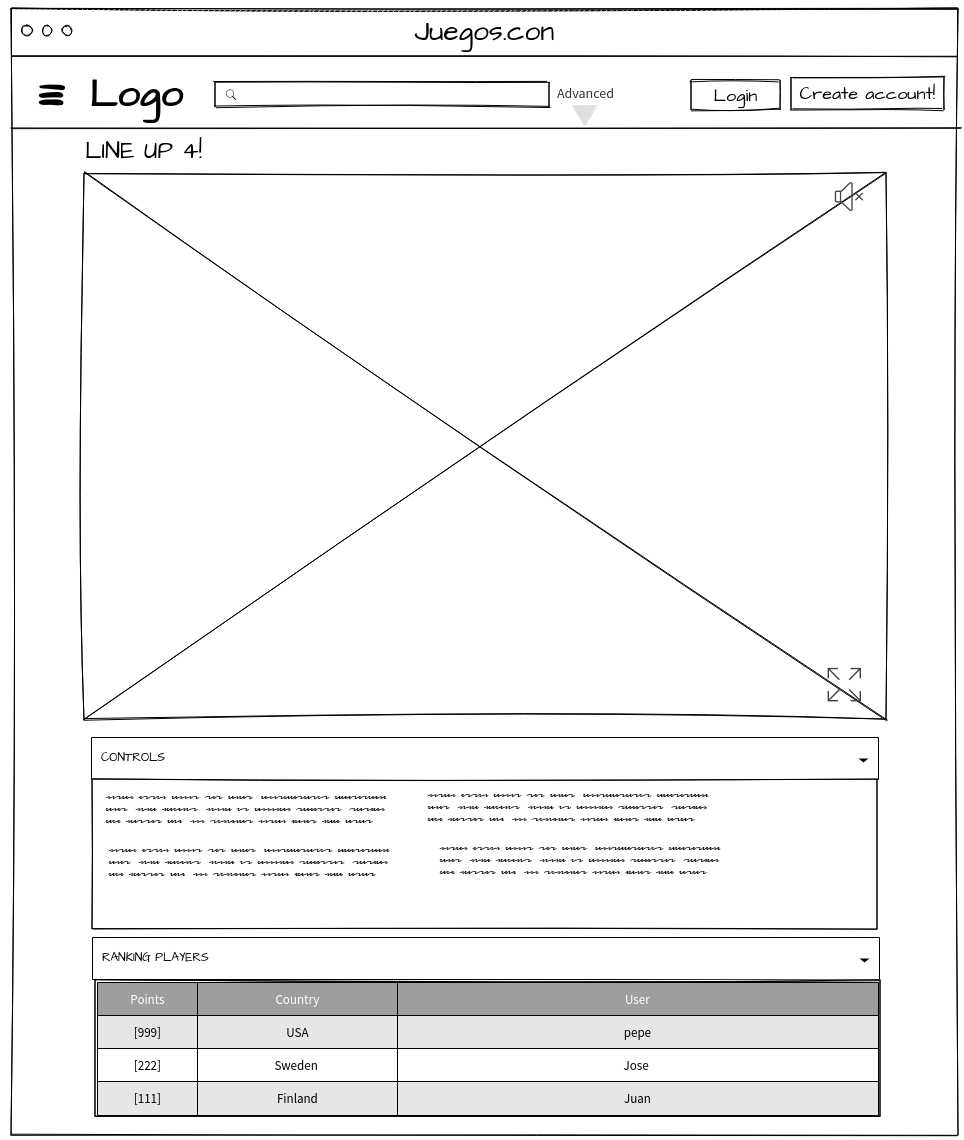 Juegos.con
Logo
Advanced
Login
Create account!
LINE UP 4!
CONTROLS
RANKING PLAYERS
Points Country User
[999] USA pepe
[222] Sweden Jose
[111] Finland Juan